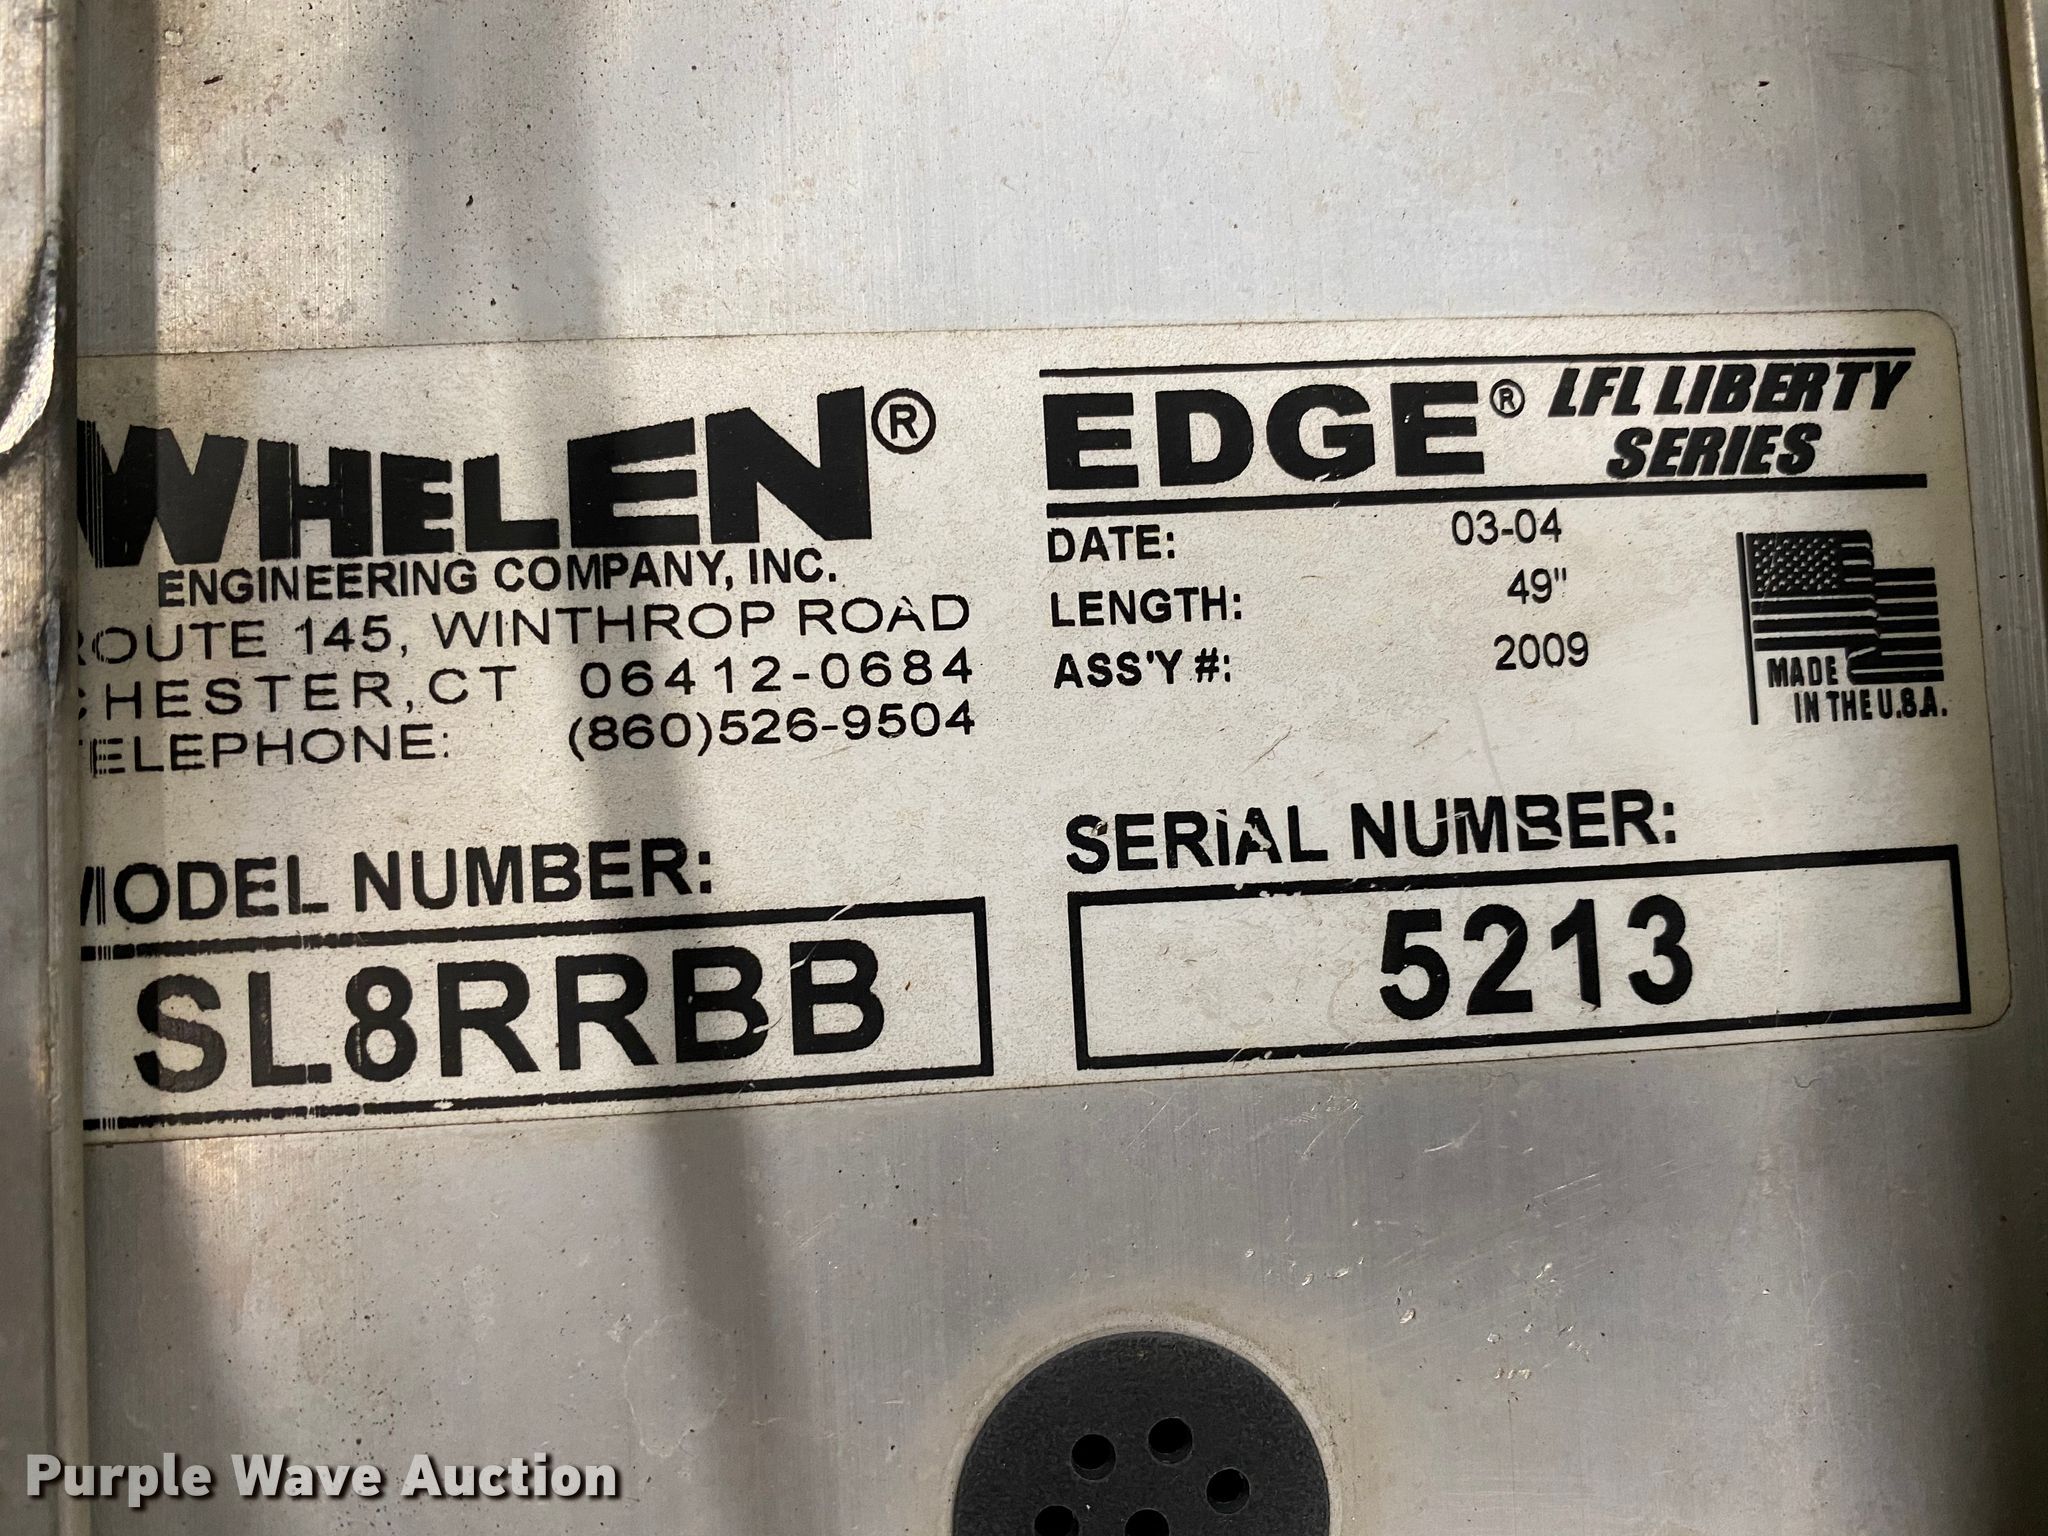 WHELEN®
ENGINEERING COMPANY, INC.
ROUTE 145, WINTHROP ROAD
CHESTER, CT 06412-0684
TELEPHONE: (860)526-9504
MODEL NUMBER:
SL8RRBB
EDGE® LFL LIBERTY
SERIES
DATE: 03-04
LENGTH: 49"
ASS'Y #: 2009
MADE
IN THE U.S.A.
SERIAL NUMBER:
5213
Purple Wave Auction